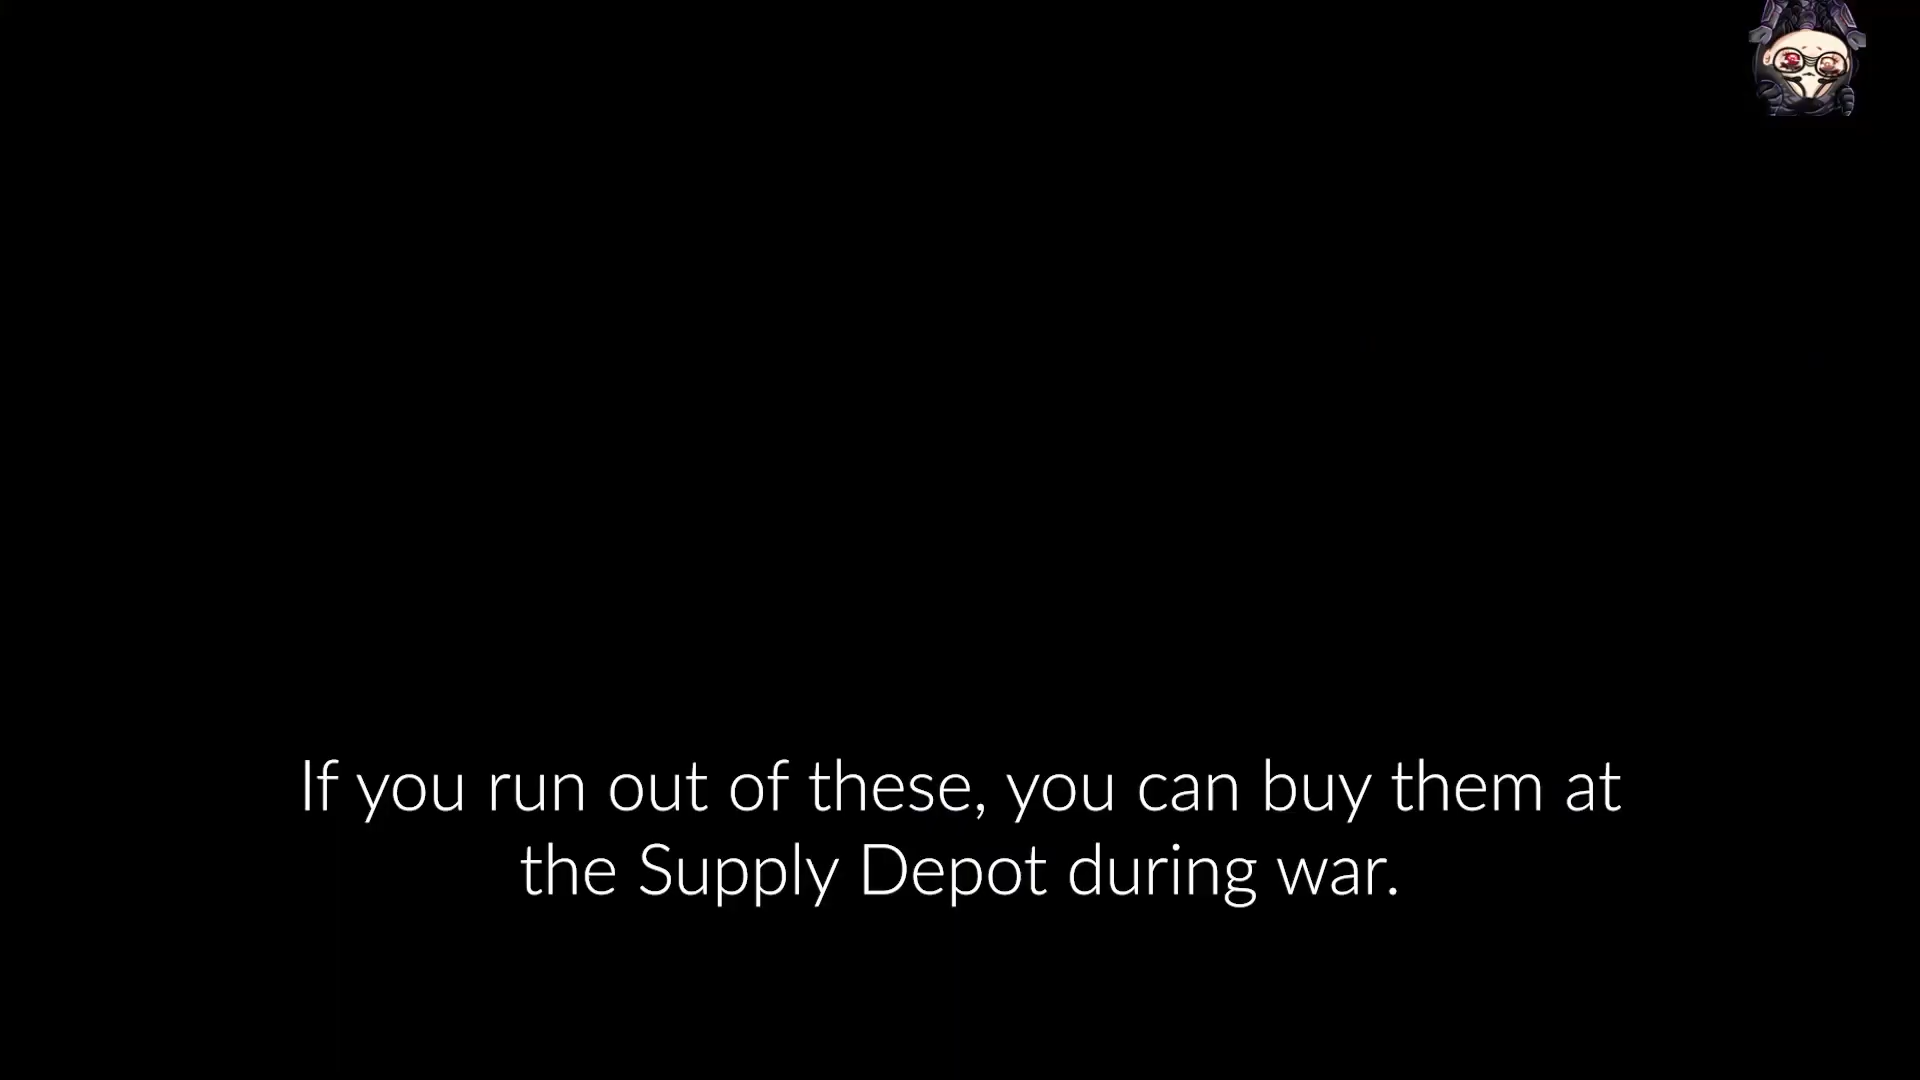 If you run out of these, you can buy them at
the Supply Depot during war.